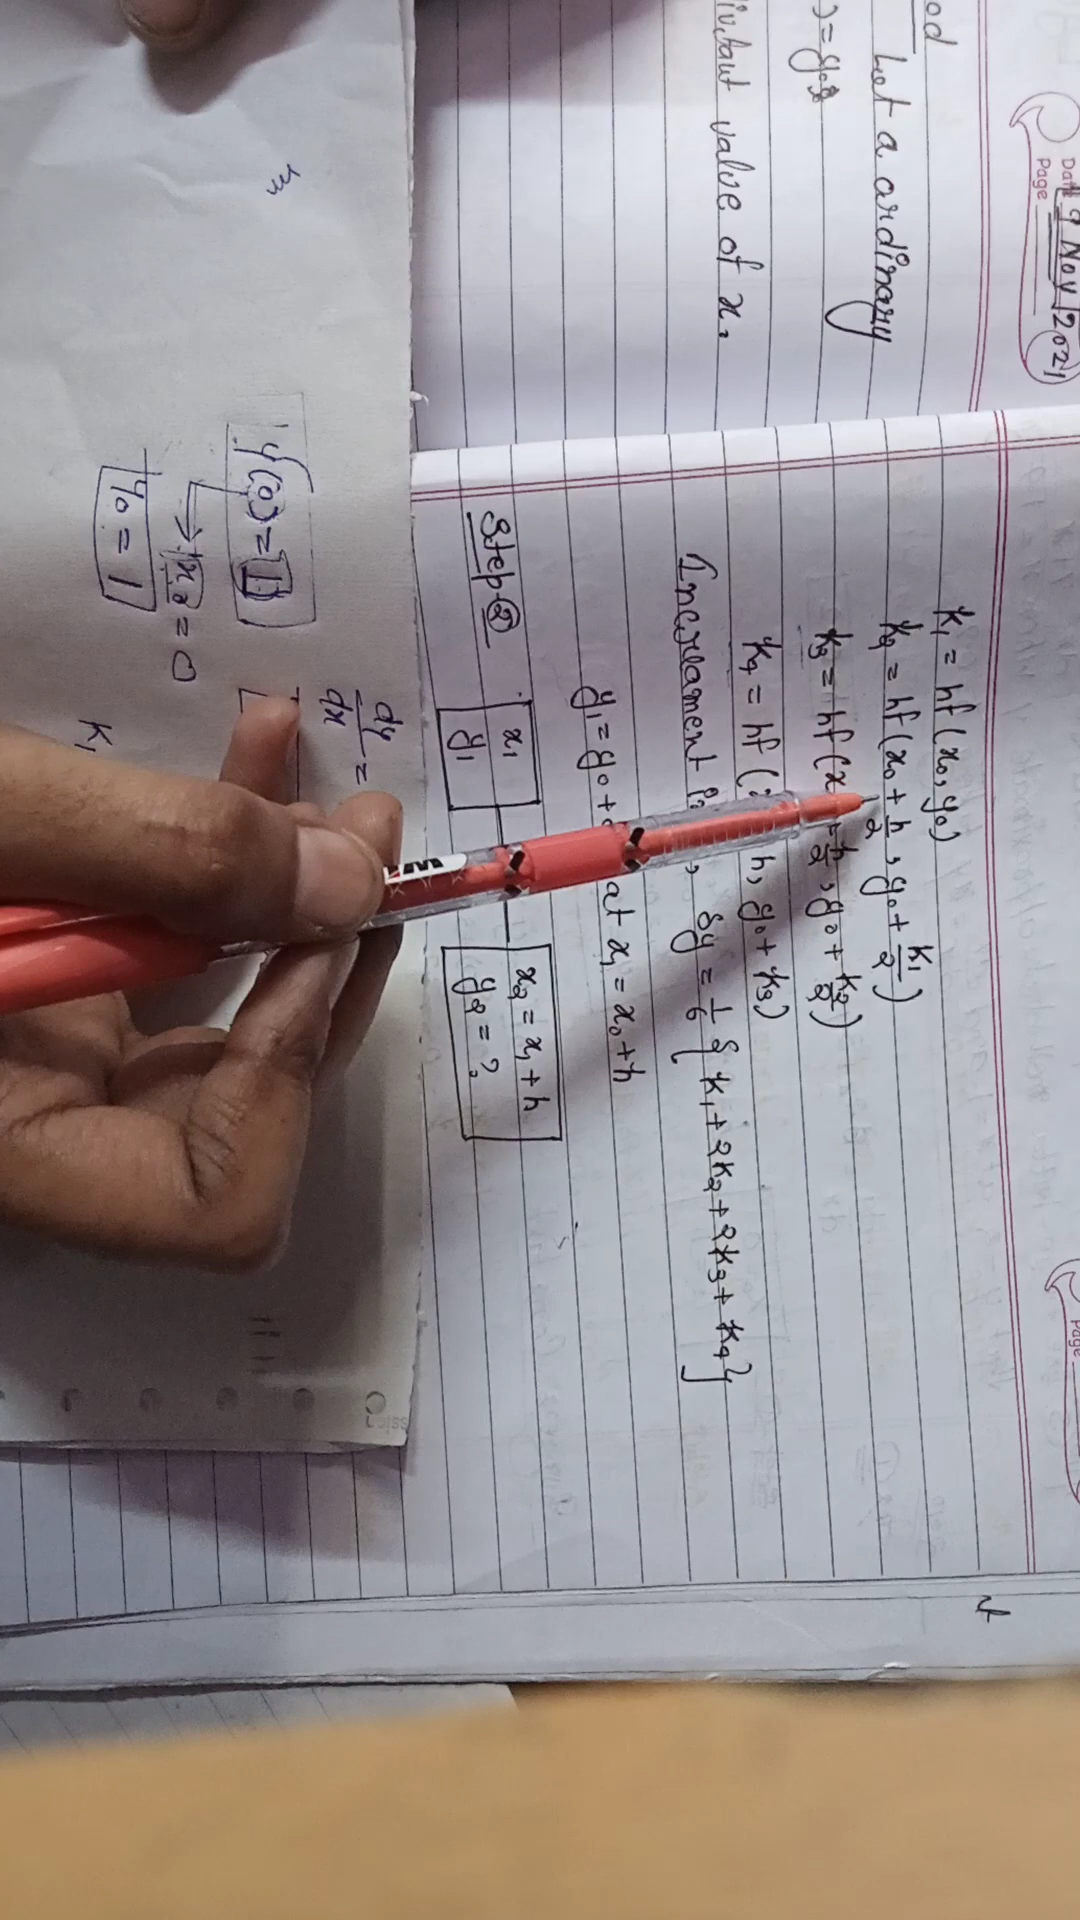 Date 9 Nov 2021
Page
od
Let a ordinary
) = y₀
value of x.
Page
K₁ = hf (x₀, y₀)
K₂ = hf (x₀ + h/2, y₀ + K₁/2)
K₃ = hf (x + h/2, y₀ + K₂/2)
K₄ = hf ( h, y₀ + K₃)
Incrlament , δy = 1/6 { K₁ + 2K₂ + 2K₃ + K₄ }
y₁ = y₀ + at x₁ = x₀ + h
Step ②
x₁
y₁
x₂ = x₁ + h
y₂ = ?
y(0) = 1
x₀ = 0
y₀ = 1
dy/dx =
K₁